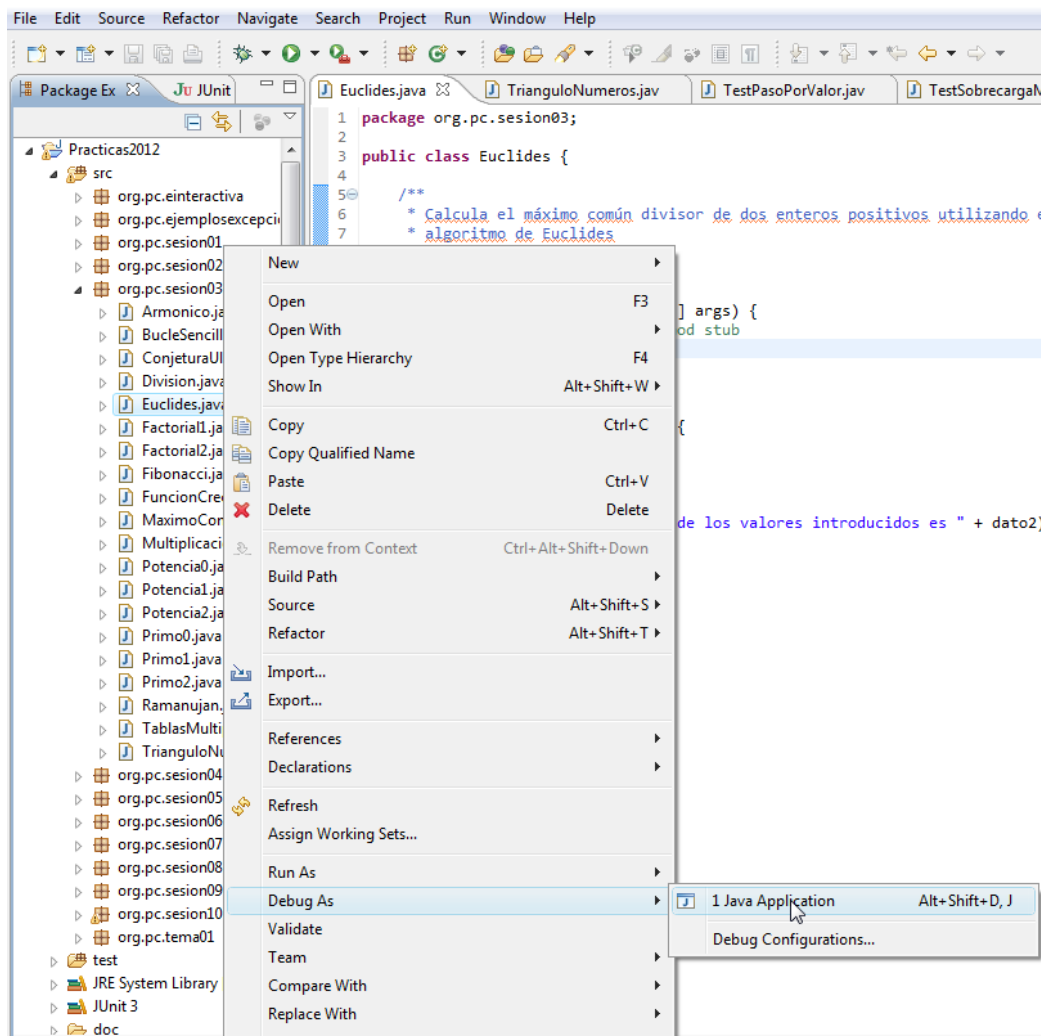 File Edit Source Refactor Navigate Search Project Run Window Help
Package Ex
JUnit
Euclides.java
TrianguloNumeros.jav
TestPasoPorValor.jav
TestSobrecargaM
Practicas2012
src
org.pc.einteractiva
org.pc.ejemplosexcepci
org.pc.sesion01
org.pc.sesion02
org.pc.sesion03
Armonico.ja
BucleSencill
ConjeturaUl
Division.java
Euclides.java
Factorial1.ja
Factorial2.ja
Fibonacci.ja
FuncionCre
MaximoCor
Multiplicaci
Potencia0.ja
Potencia1.ja
Potencia2.ja
Primo0.java
Primo1.java
Primo2.java
Ramanujan.
TablasMulti
TrianguloNu
org.pc.sesion04
org.pc.sesion05
org.pc.sesion06
org.pc.sesion07
org.pc.sesion08
org.pc.sesion09
org.pc.sesion10
org.pc.tema01
test
JRE System Library
JUnit 3
doc
1 package org.pc.sesion03;
2
3 public class Euclides {
4
5 /**
6 * Calcula el máximo común divisor de dos enteros positivos utilizando e
7 * algoritmo de Euclides
] args) {
od stub
{
de los valores introducidos es " + dato2)
New
Open F3
Open With
Open Type Hierarchy F4
Show In Alt+Shift+W
Copy Ctrl+C
Copy Qualified Name
Paste Ctrl+V
Delete Delete
Remove from Context Ctrl+Alt+Shift+Down
Build Path
Source Alt+Shift+S
Refactor Alt+Shift+T
Import...
Export...
References
Declarations
Refresh
Assign Working Sets...
Run As
Debug As
Validate
Team
Compare With
Replace With
1 Java Application Alt+Shift+D, J
Debug Configurations...